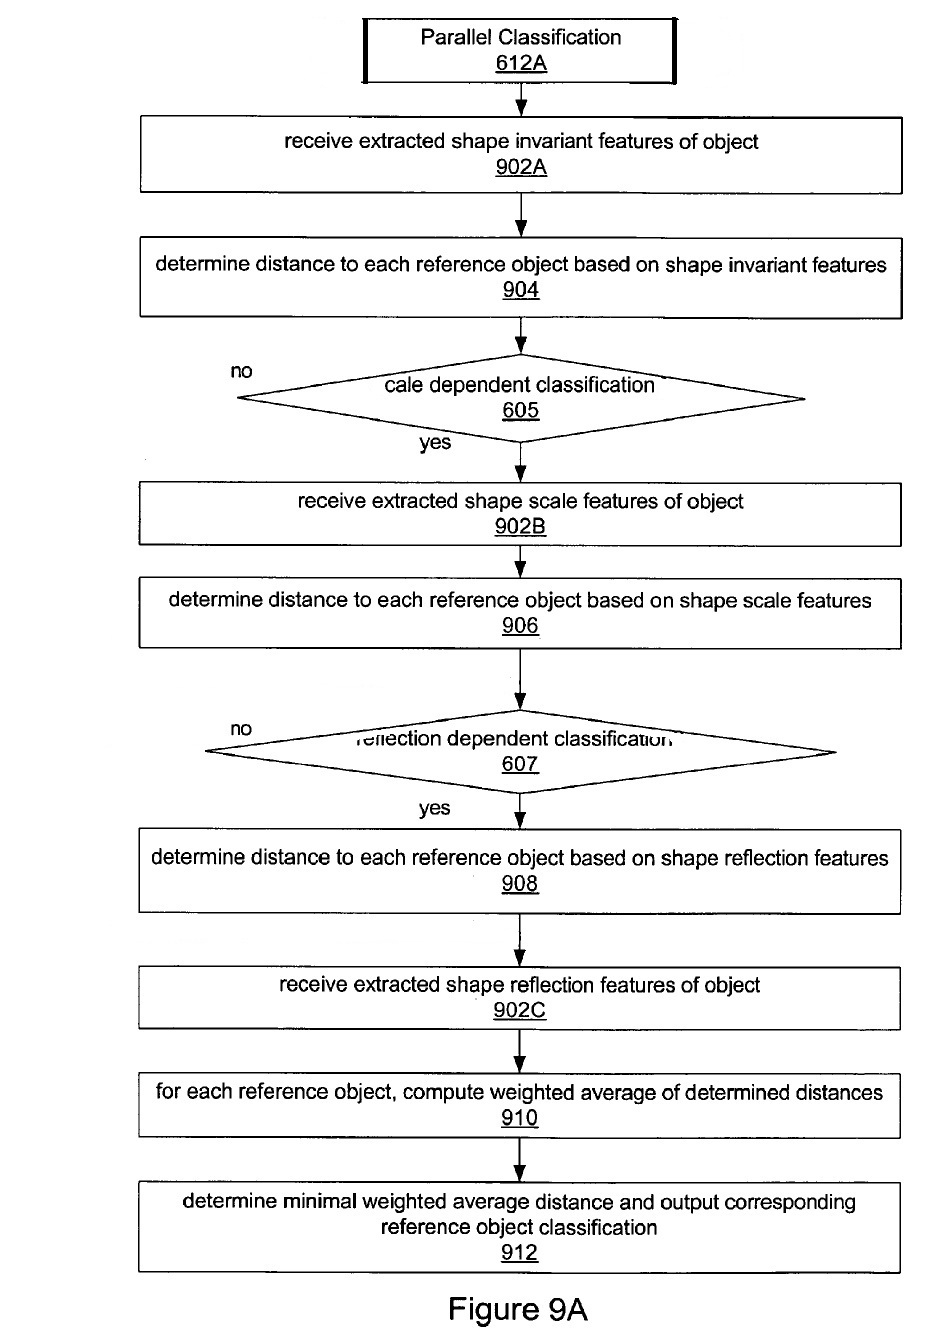 Parallel Classification
612A
receive extracted shape invariant features of object
902A
determine distance to each reference object based on shape invariant features
904
no
cale dependent classification
605
yes
receive extracted shape scale features of object
902B
determine distance to each reference object based on shape scale features
906
no
reflection dependent classification
607
yes
determine distance to each reference object based on shape reflection features
908
receive extracted shape reflection features of object
902C
for each reference object, compute weighted average of determined distances
910
determine minimal weighted average distance and output corresponding
reference object classification
912
Figure 9A